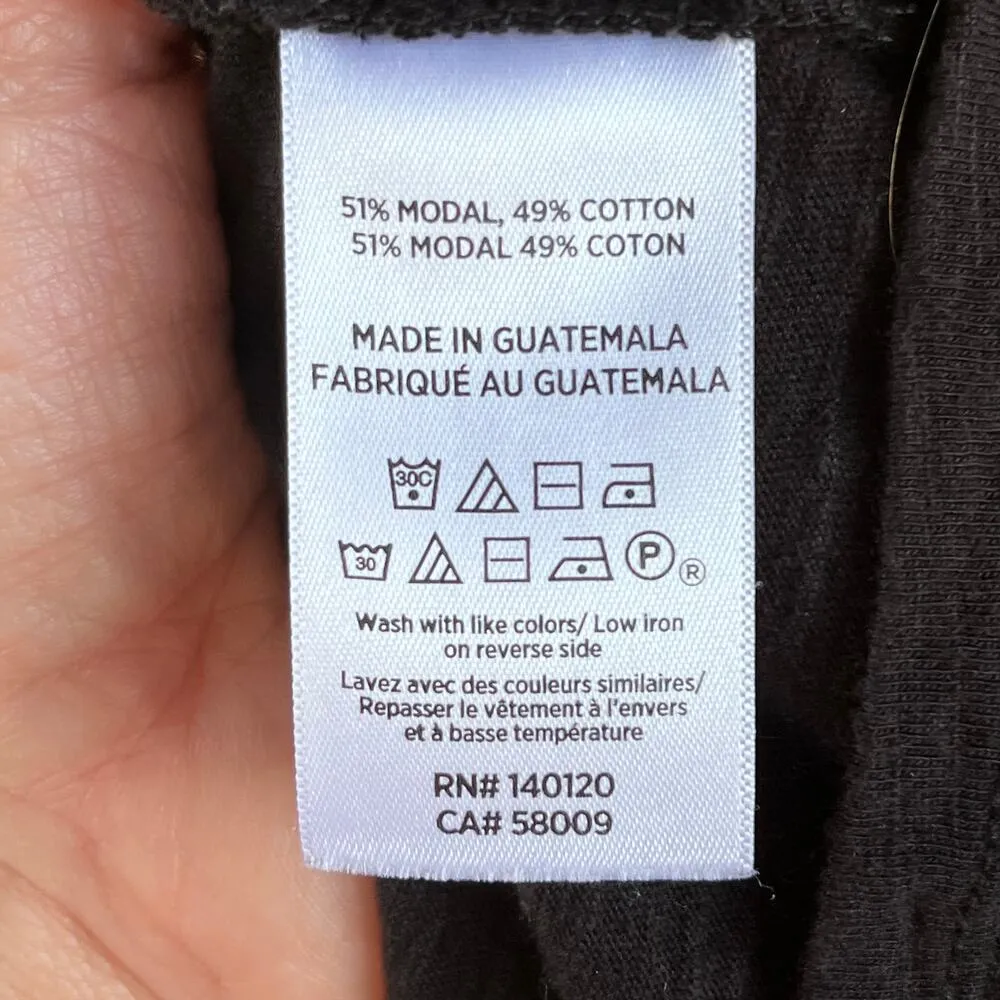 51% MODAL, 49% COTTON
51% MODAL 49% COTON
MADE IN GUATEMALA
FABRIQUÉ AU GUATEMALA
30C
30 P R
Wash with like colors/ Low iron
on reverse side
Lavez avec des couleurs similaires/
Repasser le vêtement à l'envers
et à basse température
RN# 140120
CA# 58009